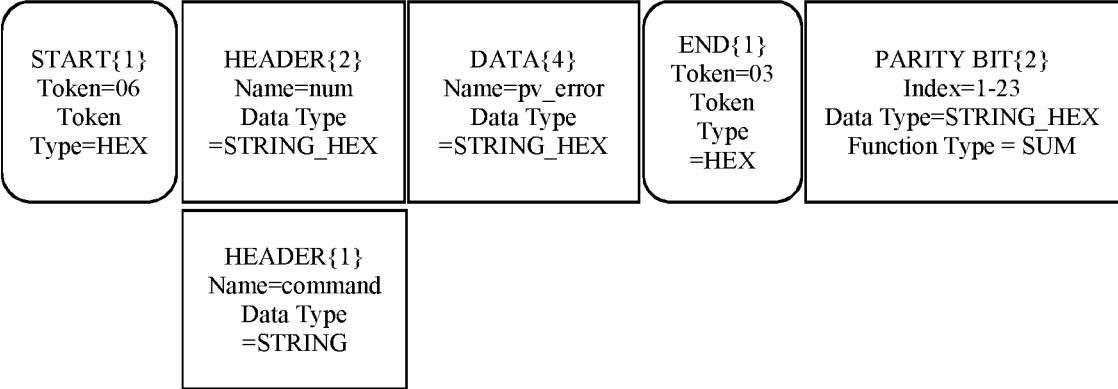 START{1}
Token=06
Token
Type=HEX
HEADER{2}
Name=num
Data Type
=STRING_HEX
DATA{4}
Name=pv_error
Data Type
=STRING_HEX
END{1}
Token=03
Token
Type
=HEX
PARITY BIT{2}
Index=1-23
Data Type=STRING_HEX
Function Type = SUM
HEADER{1}
Name=command
Data Type
=STRING